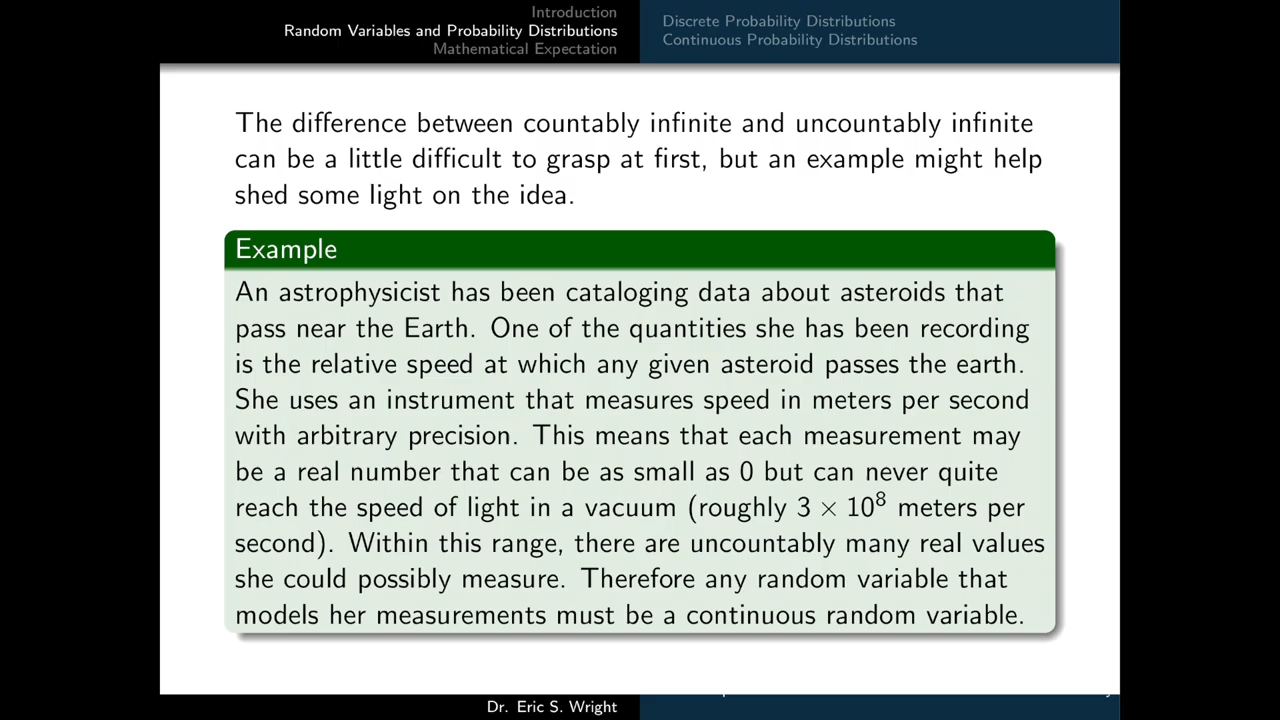 Introduction
Random Variables and Probability Distributions
Mathematical Expectation
Discrete Probability Distributions
Continuous Probability Distributions
The difference between countably infinite and uncountably infinite
can be a little difficult to grasp at first, but an example might help
shed some light on the idea.
Example
An astrophysicist has been cataloging data about asteroids that
pass near the Earth. One of the quantities she has been recording
is the relative speed at which any given asteroid passes the earth.
She uses an instrument that measures speed in meters per second
with arbitrary precision. This means that each measurement may
be a real number that can be as small as 0 but can never quite
reach the speed of light in a vacuum (roughly 3 × 10⁸ meters per
second). Within this range, there are uncountably many real values
she could possibly measure. Therefore any random variable that
models her measurements must be a continuous random variable.
Dr. Eric S. Wright